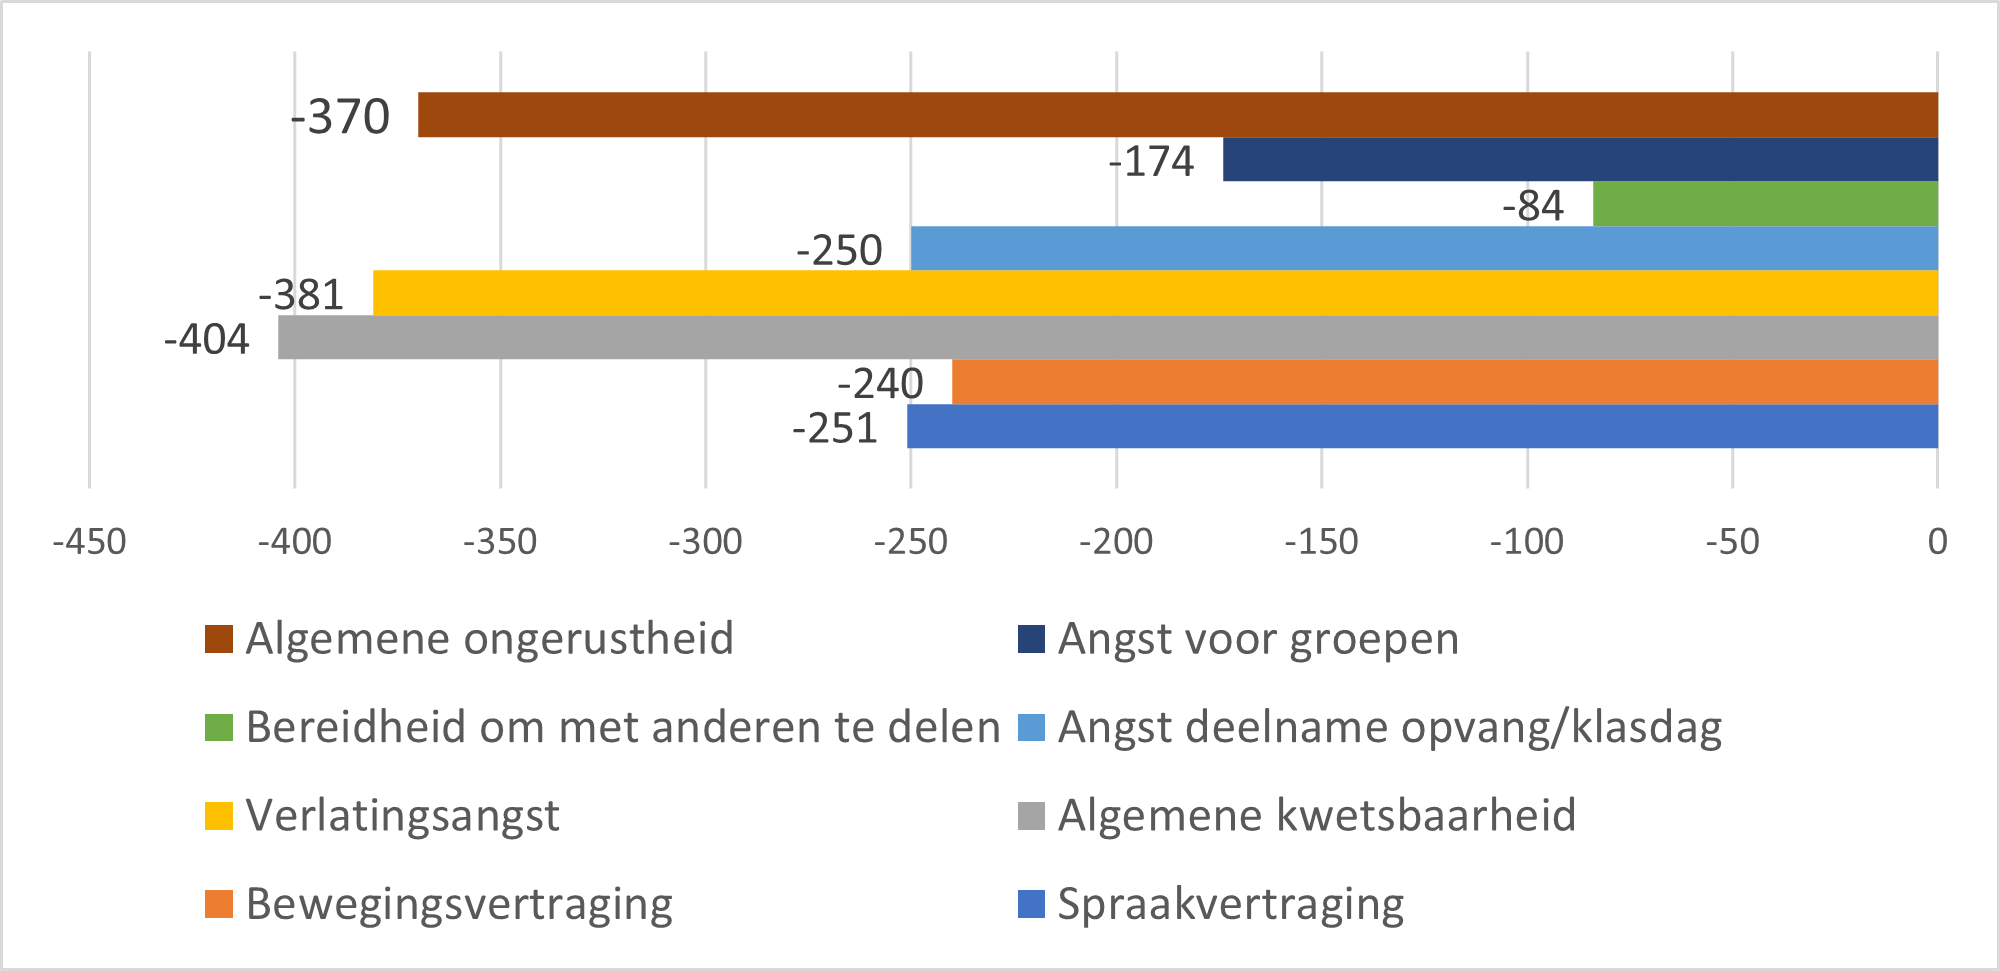 -370
-174
-84
-250
-381
-404
-240
-251
-450 -400 -350 -300 -250 -200 -150 -100 -50 0
Algemene ongerustheid Angst voor groepen
Bereidheid om met anderen te delen Angst deelname opvang/klasdag
Verlatingsangst Algemene kwetsbaarheid
Bewegingsvertraging Spraakvertraging